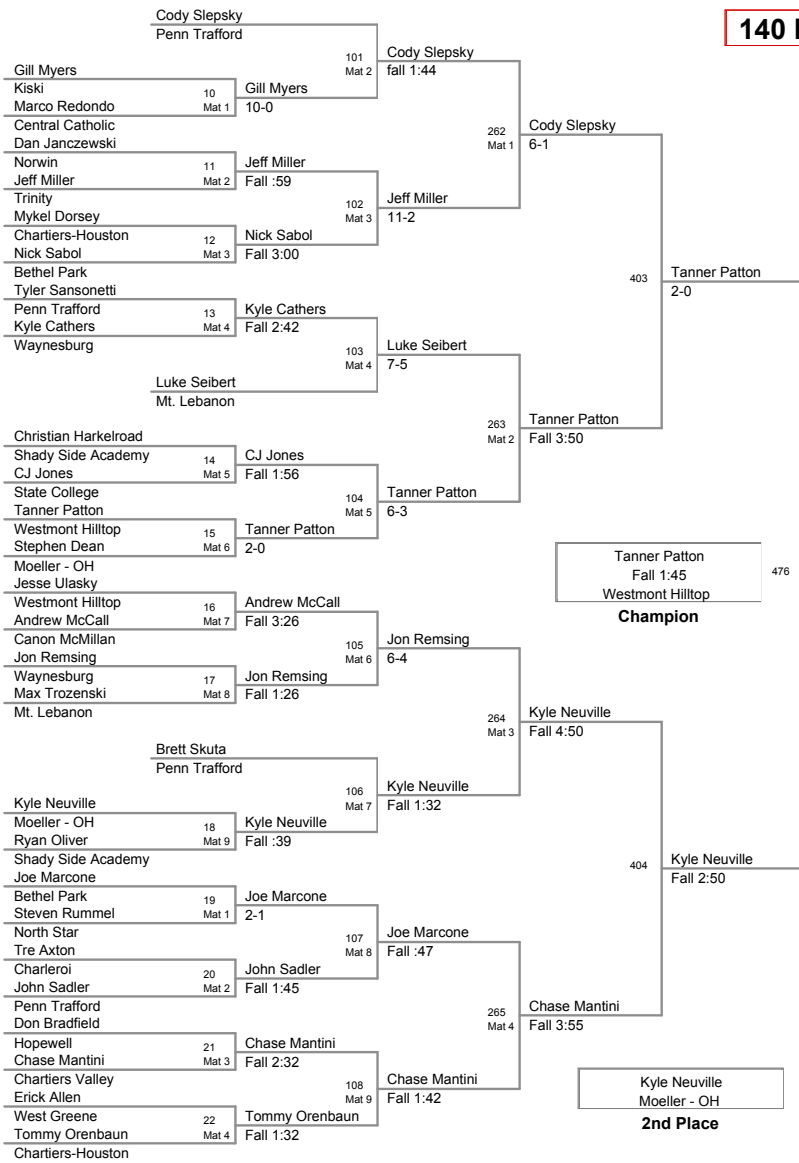 Cody Slepsky
Penn Trafford
140
101
Mat 2
Cody Slepsky
fall 1:44
Gill Myers
Kiski
10
Mat 1
Gill Myers
10-0
Marco Redondo
Central Catholic
262
Mat 1
Cody Slepsky
6-1
Dan Janczewski
Norwin
11
Mat 2
Jeff Miller
Fall :59
Jeff Miller
Trinity
102
Mat 3
Jeff Miller
11-2
Mykel Dorsey
Chartiers-Houston
12
Mat 3
Nick Sabol
Fall 3:00
Nick Sabol
Bethel Park
403
Tanner Patton
2-0
Tyler Sansonetti
Penn Trafford
13
Mat 4
Kyle Cathers
Fall 2:42
Kyle Cathers
Waynesburg
103
Mat 4
Luke Seibert
7-5
Luke Seibert
Mt. Lebanon
263
Mat 2
Tanner Patton
Fall 3:50
Christian Harkelroad
Shady Side Academy
14
Mat 5
CJ Jones
Fall 1:56
CJ Jones
State College
104
Mat 5
Tanner Patton
6-3
Tanner Patton
Westmont Hilltop
15
Mat 6
Tanner Patton
2-0
Stephen Dean
Moeller - OH
Tanner Patton
Fall 1:45
Westmont Hilltop
476
Champion
Jesse Ulasky
Westmont Hilltop
16
Mat 7
Andrew McCall
Fall 3:26
Andrew McCall
Canon McMillan
105
Mat 6
Jon Remsing
6-4
Jon Remsing
Waynesburg
17
Mat 8
Jon Remsing
Fall 1:26
Max Trozenski
Mt. Lebanon
264
Mat 3
Kyle Neuville
Fall 4:50
Brett Skuta
Penn Trafford
106
Mat 7
Kyle Neuville
Fall 1:32
Kyle Neuville
Moeller - OH
18
Mat 9
Kyle Neuville
Fall :39
Ryan Oliver
Shady Side Academy
404
Kyle Neuville
Fall 2:50
Joe Marcone
Bethel Park
19
Mat 1
Joe Marcone
2-1
Steven Rummel
North Star
107
Mat 8
Joe Marcone
Fall :47
Tre Axton
Charleroi
20
Mat 2
John Sadler
Fall 1:45
John Sadler
Penn Trafford
265
Mat 4
Chase Mantini
Fall 3:55
Don Bradfield
Hopewell
21
Mat 3
Chase Mantini
Fall 2:32
Chase Mantini
Chartiers Valley
108
Mat 9
Chase Mantini
Fall 1:42
Erick Allen
West Greene
22
Mat 4
Tommy Orenbaun
Fall 1:32
Tommy Orenbaun
Chartiers-Houston
Kyle Neuville
Moeller - OH
2nd Place